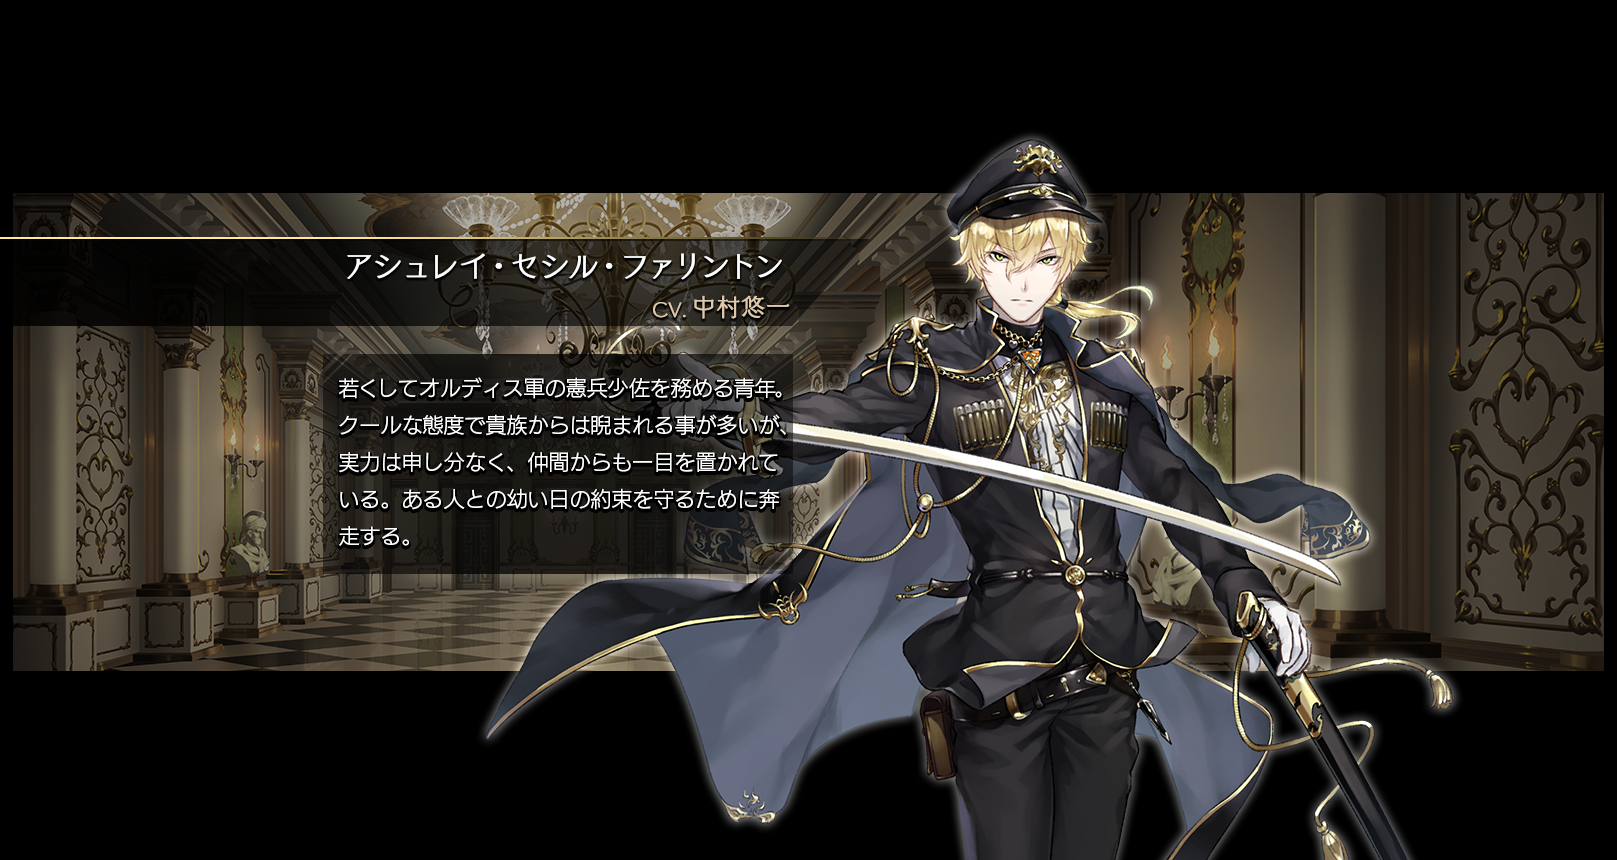 アシュレイ・セシル・ファリントン
CV. 中村悠一
若くしてオルディス軍の憲兵少佐を務める青年。
クールな態度で貴族からは睨まれる事が多いが、
実力は申し分なく、仲間からも一目を置かれて
いる。ある人との幼い日の約束を守るために奔
走する。